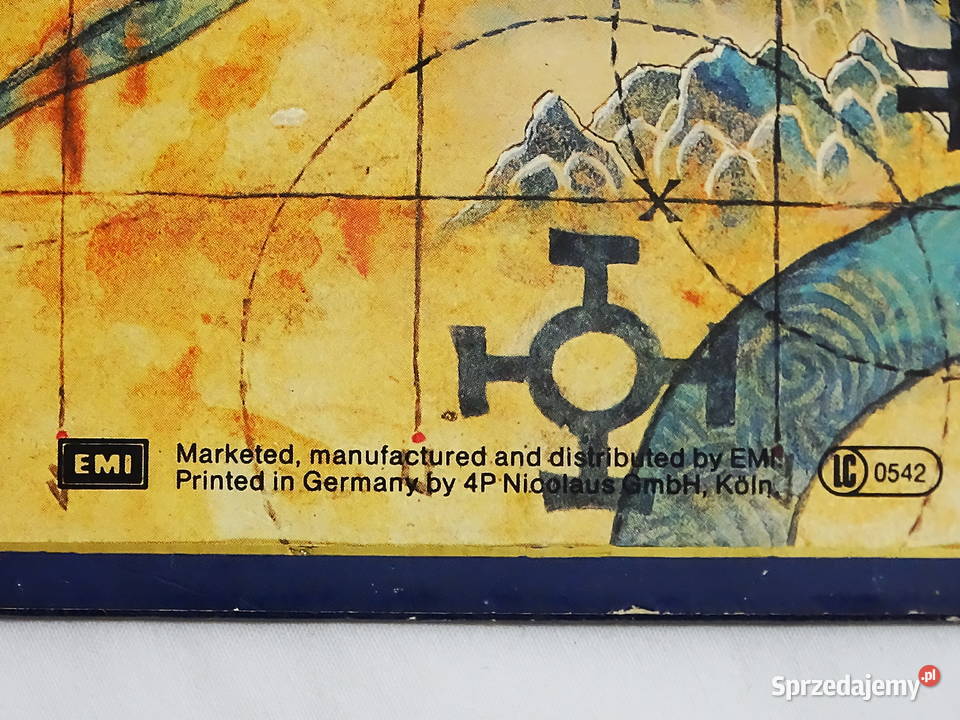 EMI
Marketed, manufactured and distributed by EMI.
Printed in Germany by 4P Nicolaus GmbH, Köln.
LC 0542
Sprzedajemy.pl